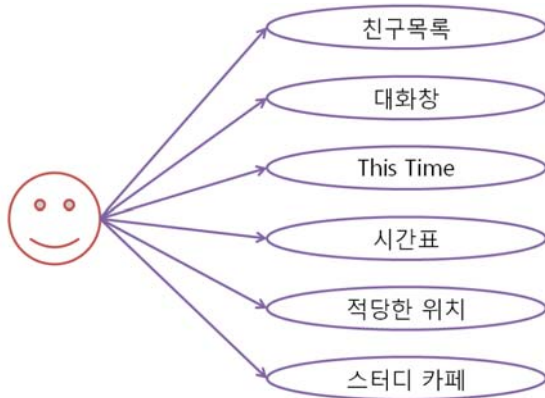 친구목록
대화창
This Time
시간표
적당한 위치
스터디 카페